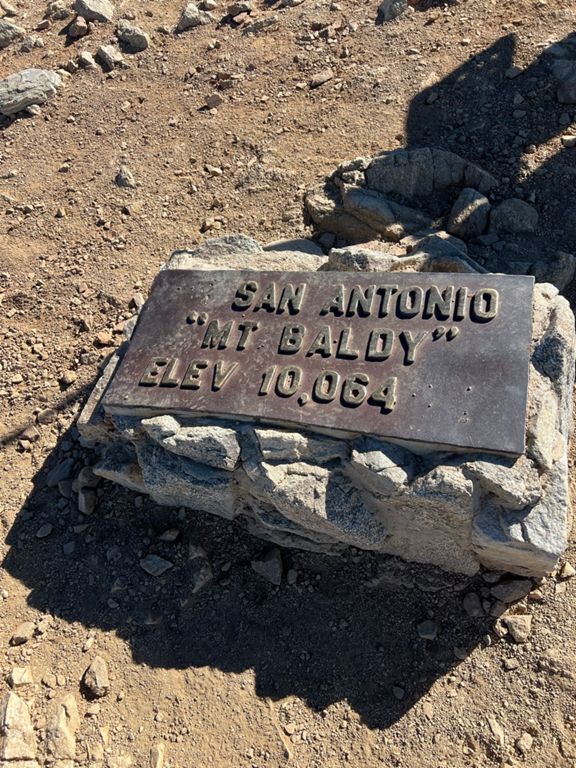 SAN ANTONIO
"MT BALDY"
ELEV 10,064